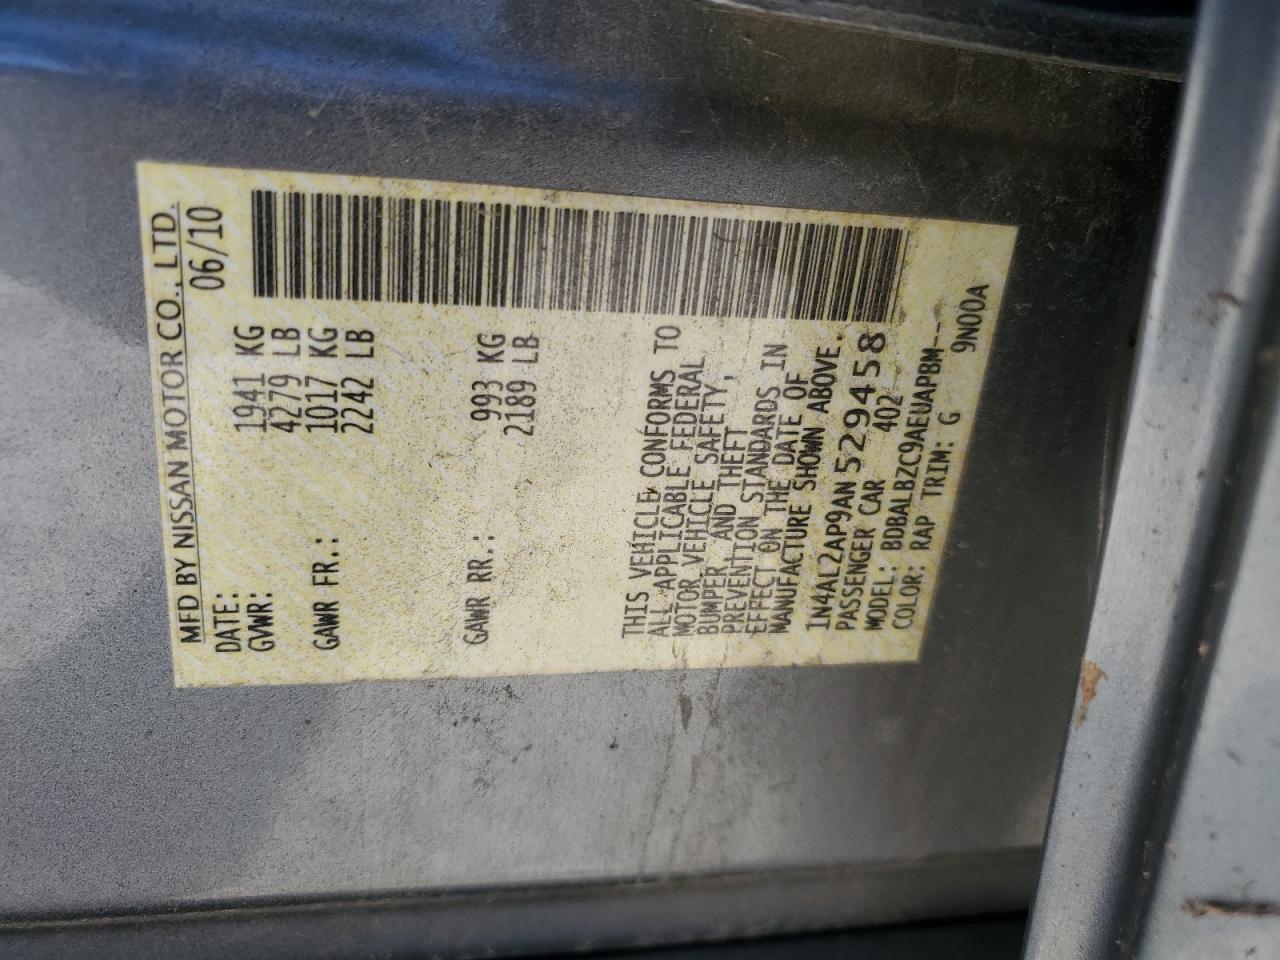 MFD BY NISSAN MOTOR CO., LTD.
DATE: 06/10
GVWR: 1941 KG
4279 LB
GAWR FR.: 1017 KG
2242 LB
GAWR RR.: 993 KG
2189 LB
THIS VEHICLE CONFORMS TO
ALL APPLICABLE FEDERAL
MOTOR VEHICLE SAFETY,
BUMPER AND THEFT
PREVENTION STANDARDS IN
EFFECT ON THE DATE OF
MANUFACTURE SHOWN ABOVE.
1N4AL2AP9AN529458
PASSENGER CAR 402
MODEL: BDBALBZC9AEUAPBM--
COLOR: RAP TRIM: G 9N00A